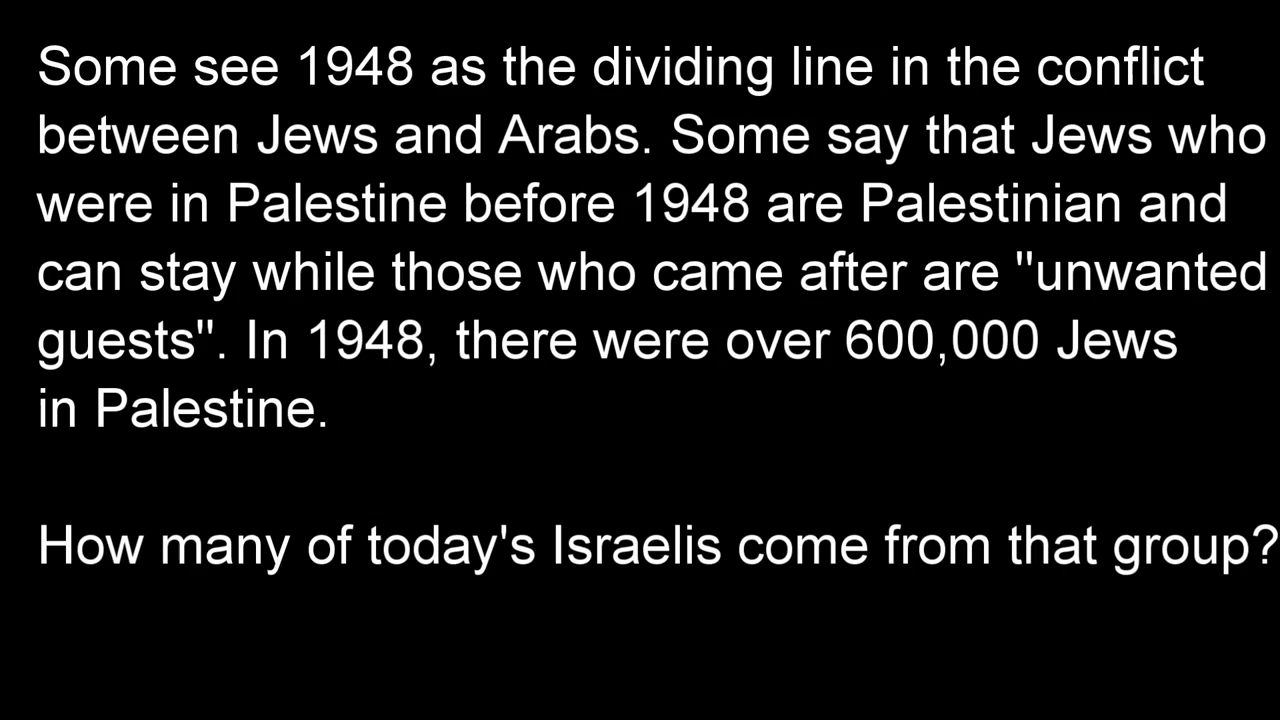 Some see 1948 as the dividing line in the conflict
between Jews and Arabs. Some say that Jews who
were in Palestine before 1948 are Palestinian and
can stay while those who came after are "unwanted
guests". In 1948, there were over 600,000 Jews
in Palestine.
How many of today's Israelis come from that group?